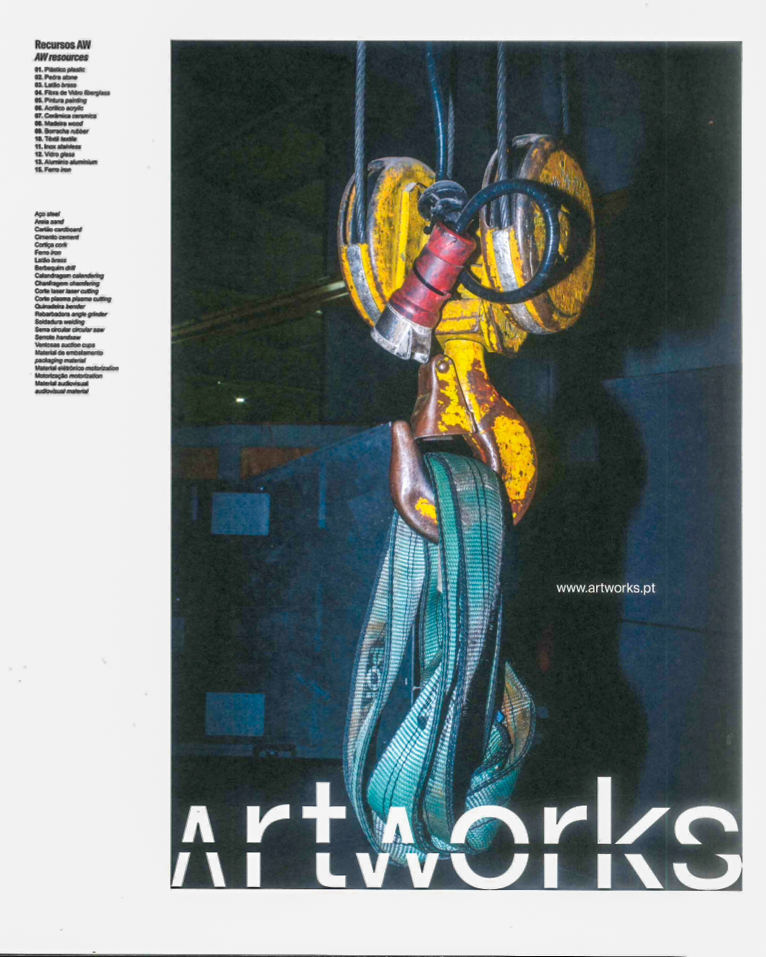 Recursos AW
AW resources
01. Plástico plastic
02. Pedra stone
03. Latão brass
04. Fibra de Vidro fiberglass
05. Pintura painting
06. Acrílico acrylic
07. Cerâmica ceramics
08. Madeira wood
09. Borracha rubber
10. Têxtil textile
11. Inox stainless
12. Vidro glass
13. Alumínio aluminium
15. Ferro iron
Aço steel
Areia sand
Cartão cardboard
Cimento cement
Cortiça cork
Ferro iron
Latão brass
Berbequim drill
Calandragem calandering
Chanfragem chamfering
Corte laser laser cutting
Corte plasma plasma cutting
Quinadeira bender
Rebarbadora angle grinder
Soldadura welding
Serra circular circular saw
Serrote handsaw
Ventosas suction cups
Material de embalamento
packaging material
Material elétrónico motorization
Motorização motorization
Material audiovisual
audiovisual material
www.artworks.pt
Artworks